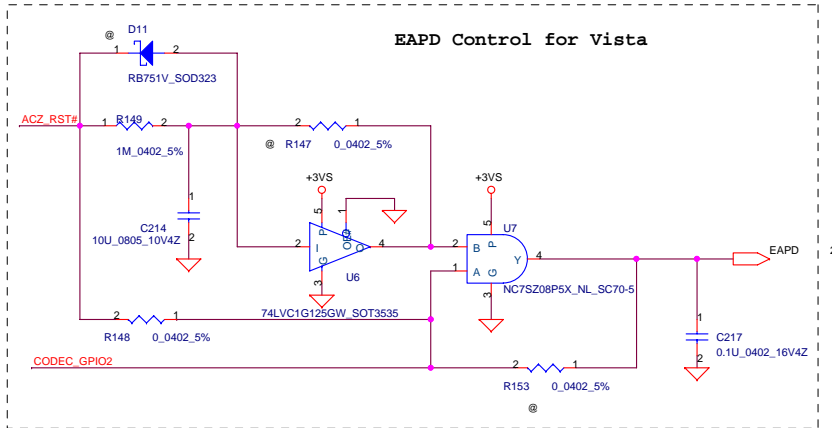 D11
@
1
2
EAPD Control for Vista
RB751V_SOD323
ACZ_RST#
1
R149
2
2
1
1M_0402_5%
@
R147
0_0402_5%
+3VS
+3VS
1
C214
2
10U_0805_10V4Z
5
1
P
OE#
2
I
O
4
G
3
U6
74LVC1G125GW_SOT3535
5
U7
2
B
P
1
A
G
Y
4
3
NC7SZ08P5X_NL_SC70-5
EAPD
2
2
1
R148
0_0402_5%
CODEC_GPIO2
1
C217
2
0.1U_0402_16V4Z
2
1
R153
0_0402_5%
@